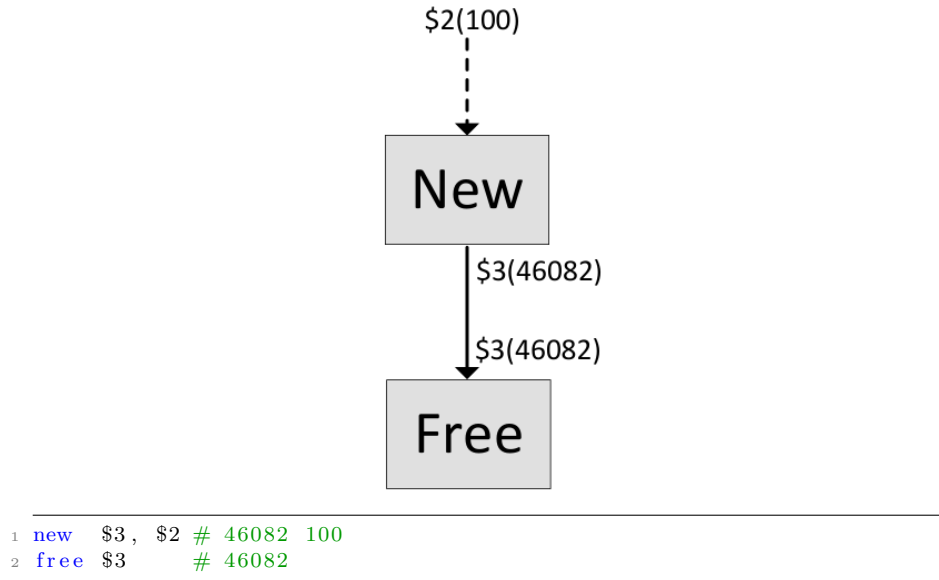 $2(100)
New
$3(46082)
$3(46082)
Free
1 new $3, $2 # 46082 100
2 free $3 # 46082